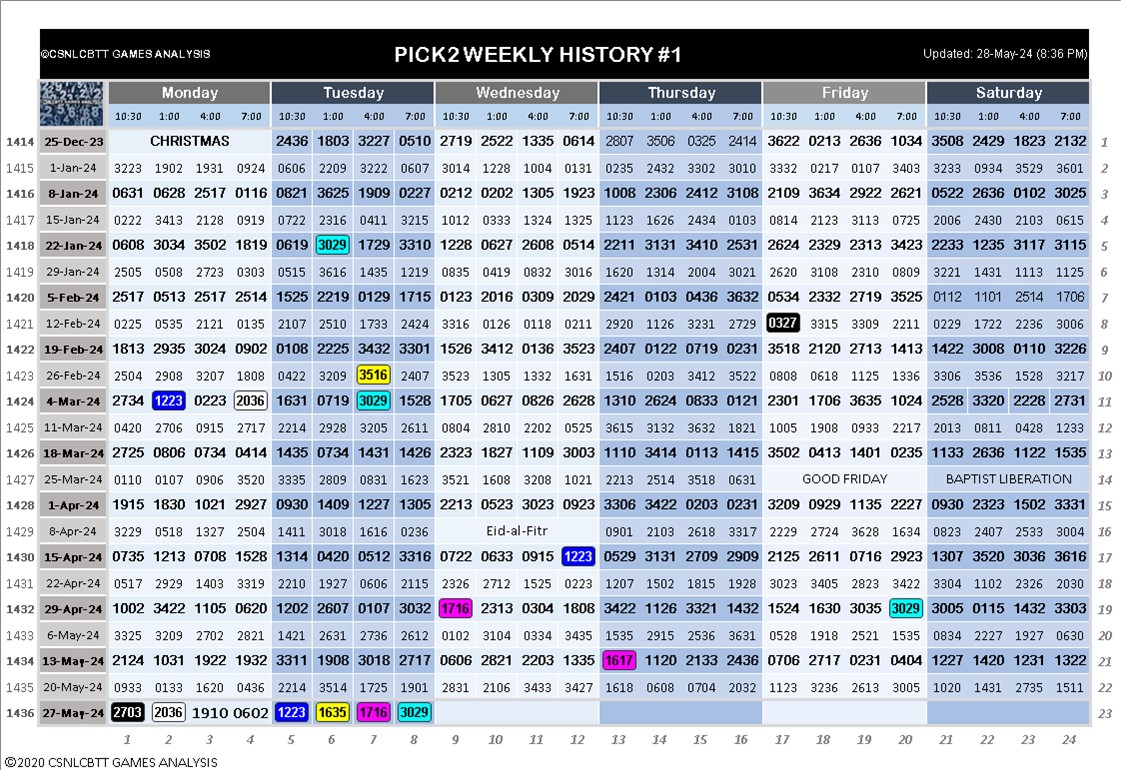 ©CSNLCBTT GAMES ANALYSIS PICK2 WEEKLY HISTORY #1 Updated: 28-May-24 (8:36 PM)
Monday Tuesday Wednesday Thursday Friday Saturday
10:30 1:00 4:00 7:00 10:30 1:00 4:00 7:00 10:30 1:00 4:00 7:00 10:30 1:00 4:00 7:00 10:30 1:00 4:00 7:00 10:30 1:00 4:00 7:00
1414 25-Dec-23 CHRISTMAS 2436 1803 3227 0510 2719 2522 1335 0614 2807 3506 0325 2414 3622 0213 2636 1034 3508 2429 1823 2132 1
1415 1-Jan-24 3223 1902 1931 0924 0606 2209 3222 0607 3014 1228 1004 0131 0235 2432 3302 3010 3332 0217 0107 3403 2233 0934 3529 3601 2
1416 8-Jan-24 0631 0628 2517 0116 0821 3625 1909 0227 0212 0202 1305 1923 1008 2306 2412 3108 2109 3634 2922 2621 0522 2636 0102 3025 3
1417 15-Jan-24 0222 3413 2128 0919 0722 2316 0411 3215 1012 0333 1324 1325 1123 1626 2434 0103 0814 2123 3113 0725 2006 2430 2103 0615 4
1418 22-Jan-24 0608 3034 3502 1819 0619 3029 1729 3310 1228 0627 2608 0514 2211 3131 3410 2531 2624 2329 2313 3423 2233 1235 3117 3115 5
1419 29-Jan-24 2505 0508 2723 0303 0515 3616 1435 1219 0835 0419 0832 3016 1620 1314 2004 3021 2620 3108 2310 0809 3221 1431 1113 1125 6
1420 5-Feb-24 2517 0513 2517 2514 1525 2219 0129 1715 0123 2016 0309 2029 2421 0103 0436 3632 0534 2332 2719 3525 0112 1101 2514 1706 7
1421 12-Feb-24 0225 0535 2121 0135 2107 2510 1733 2424 3316 0126 0118 0211 2920 1126 3231 2729 0327 3315 3309 2211 0229 1722 2236 3006 8
1422 19-Feb-24 1813 2935 3024 0902 0108 2225 3432 3301 1526 3412 0136 3523 2407 0122 0719 0231 3518 2120 2713 1413 1422 3008 0110 3226 9
1423 26-Feb-24 2504 2908 3207 1808 0422 3209 3516 2407 3523 1305 1332 1631 1516 0203 3412 3522 0808 0618 1125 1336 3306 3536 1528 3217 10
1424 4-Mar-24 2734 1223 0223 2036 1631 0719 3029 1528 1705 0627 0826 2628 1310 2624 0833 0121 2301 1706 3635 1024 2528 3320 2228 2731 11
1425 11-Mar-24 0420 2706 0915 2717 2214 2928 3205 2611 0804 2810 2202 0525 3615 3132 3632 1821 1005 1908 0933 2217 2013 0811 0428 1233 12
1426 18-Mar-24 2725 0806 0734 0414 1435 0734 1431 1426 2323 1827 1109 3003 1110 3414 0113 1415 3502 0413 1401 0235 1133 2636 1122 1535 13
1427 25-Mar-24 0110 0107 0906 3520 3335 2809 0831 1623 3521 1608 3208 1021 2213 2514 3518 0631 GOOD FRIDAY BAPTIST LIBERATION 14
1428 1-Apr-24 1915 1830 1021 2927 0930 1409 1227 1305 2213 0523 3023 0923 3306 3422 0203 0231 3209 0929 1135 2227 0930 2323 1502 3331 15
1429 8-Apr-24 3229 0518 1327 2504 1411 3018 1616 0236 Eid-al-Fitr 0901 2103 2618 3317 2229 2724 3628 1634 0823 2407 2533 3004 16
1430 15-Apr-24 0735 1213 0708 1528 1314 0420 0512 3316 0722 0633 0915 1223 0529 3131 2709 2909 2125 2611 0716 2923 1307 3520 3036 3616 17
1431 22-Apr-24 0517 2929 1403 3319 2210 1927 0606 2115 2326 2712 1525 0223 1207 1502 1815 1928 3023 3405 2823 3422 3304 1102 2326 2030 18
1432 29-Apr-24 1002 3422 1105 0620 1202 2607 0107 3032 1716 2313 0304 1808 3422 1126 3321 1432 1524 1630 3035 3029 3005 0115 1432 3303 19
1433 6-May-24 3325 3209 2702 2821 1421 2631 2736 2612 0102 3104 0334 3435 1535 2915 2536 3631 0528 1918 2521 1535 0834 2227 1927 0630 20
1434 13-May-24 2124 1031 1922 1932 3311 1908 3018 2717 0606 2821 2203 1335 1617 1120 2133 2436 0706 2717 0231 0404 1227 1420 1231 1322 21
1435 20-May-24 0933 0133 1620 0436 2214 3514 1725 1901 2831 2106 3433 3427 1618 0608 0704 2032 1123 3236 2613 3005 1020 1431 2735 1511 22
1436 27-May-24 2703 2036 1910 0602 1223 1635 1716 3029 23
1 2 3 4 5 6 7 8 9 10 11 12 13 14 15 16 17 18 19 20 21 22 23 24
©2020 CSNLCBTT GAMES ANALYSIS